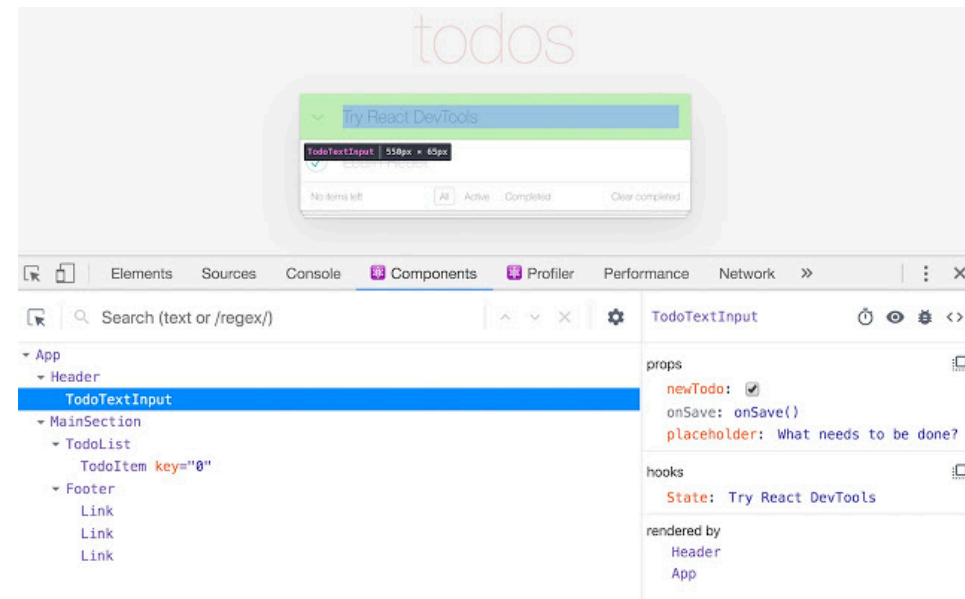 todos
Try React DevTools
TodoTextInput | 550px × 65px
No items left All Active Completed Clear completed
Elements Sources Console Components Profiler Performance Network »
Search (text or /regex/) TodoTextInput
App
Header
TodoTextInput
MainSection
TodoList
TodoItem key="0"
Footer
Link
Link
Link
props
newTodo:
onSave: onSave()
placeholder: What needs to be done?
hooks
State: Try React DevTools
rendered by
Header
App